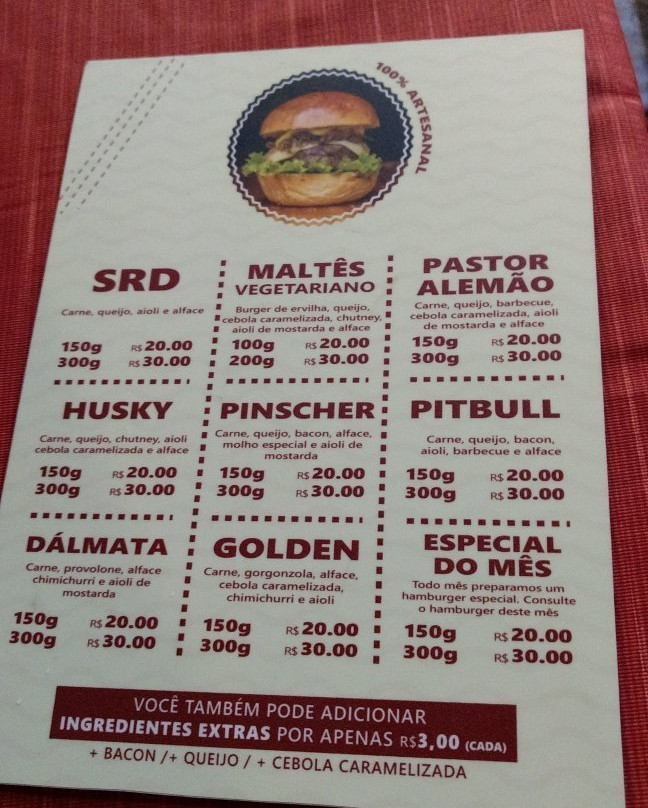 100% ARTESANAL
SRD
Carne, queijo, aioli e alface
150g R$ 20.00
300g R$ 30.00
MALTÊS
VEGETARIANO
Burger de ervilha, queijo,
cebola caramelizada, chutney,
aioli de mostarda e alface
100g R$ 20.00
200g R$ 30.00
PASTOR
ALEMÃO
Carne, queijo, barbecue,
cebola caramelizada, aioli
de mostarda e alface
150g R$ 20.00
300g R$ 30.00
HUSKY
Carne, queijo, chutney, aioli
cebola caramelizada e alface
150g R$ 20.00
300g R$ 30.00
PINSCHER
Carne, queijo, bacon, alface,
molho especial e aioli de
mostarda
150g R$ 20.00
300g R$ 30.00
PITBULL
Carne, queijo, bacon,
aioli, barbecue e alface
150g R$ 20.00
300g R$ 30.00
DÁLMATA
Carne, provolone, alface
chimichurri e aioli de
mostarda
150g R$ 20.00
300g R$ 30.00
GOLDEN
Carne, gorgonzola, alface,
cebola caramelizada,
chimichurri e aioli
150g R$ 20.00
300g R$ 30.00
ESPECIAL
DO MÊS
Todo mês preparamos um
hamburger especial. Consulte
o hamburger deste mês
150g R$ 20.00
300g R$ 30.00
VOCÊ TAMBÉM PODE ADICIONAR
INGREDIENTES EXTRAS POR APENAS R$3,00 (CADA)
+ BACON /+ QUEIJO / + CEBOLA CARAMELIZADA